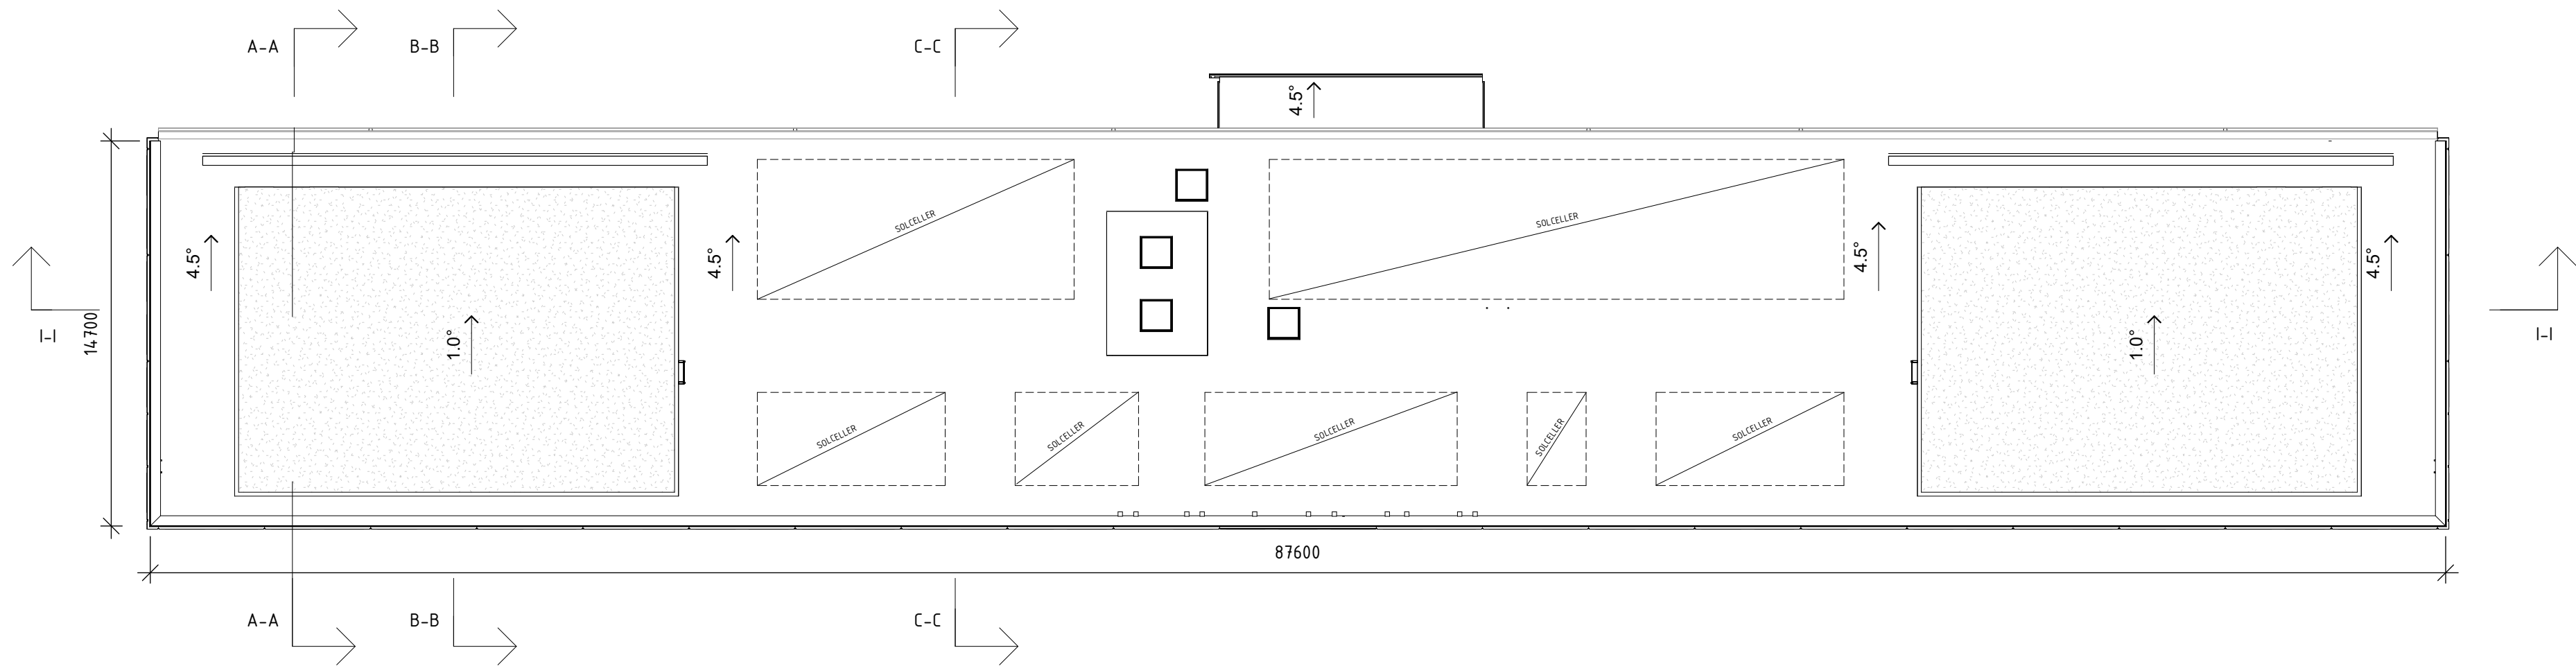 A-A
B-B
C-C
4.5°
SOLCELLER
SOLCELLER
4.5°
4.5°
4.5°
4.5°
I-I
14700
1.0°
1.0°
I-I
SOLCELLER
SOLCELLER
SOLCELLER
SOLCELLER
SOLCELLER
87600
A-A
B-B
C-C